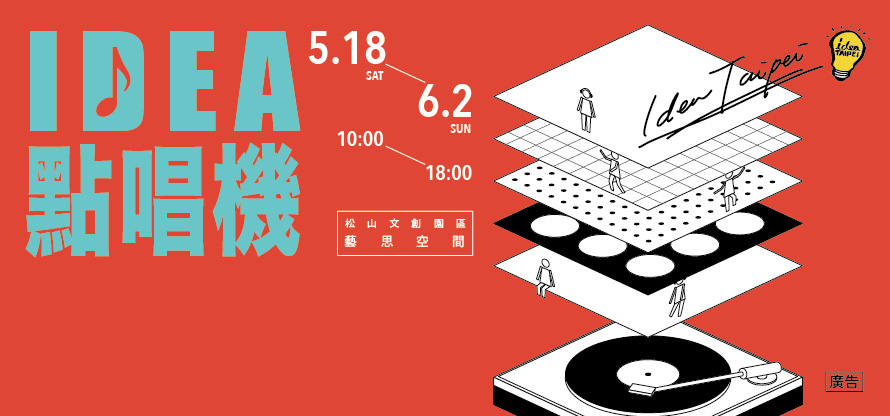 IDEA
點唱機
5.18
SAT
6.2
SUN
10:00
18:00
松山文創園區
藝思空間
Idea Taipei
idea
TAIPEI
廣告